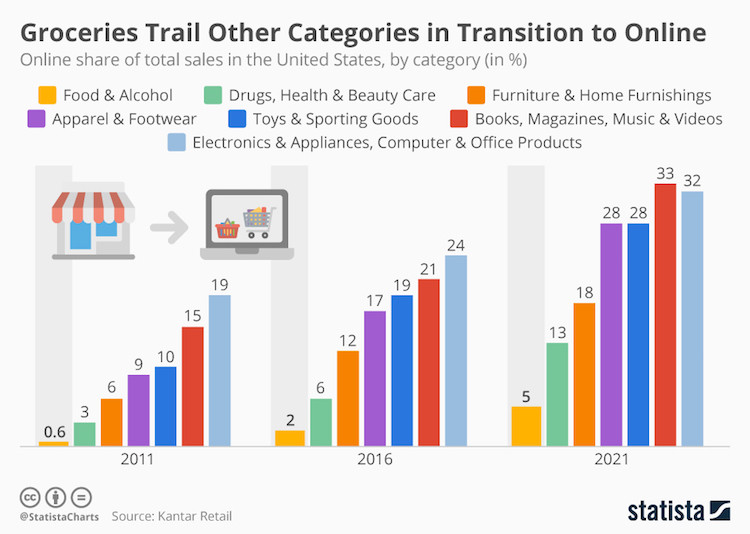 Groceries Trail Other Categories in Transition to Online
Online share of total sales in the United States, by category (in %)
Food & Alcohol Drugs, Health & Beauty Care Furniture & Home Furnishings
Apparel & Footwear Toys & Sporting Goods Books, Magazines, Music & Videos
Electronics & Appliances, Computer & Office Products
0.6 3 6 9 10 15 19
2 6 12 17 19 21 24
5 13 18 28 28 33 32
2011 2016 2021
@StatistaCharts Source: Kantar Retail
statista